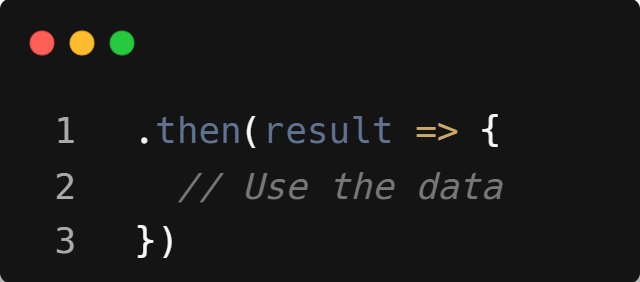 1 .then(result => {
2 // Use the data
3 })